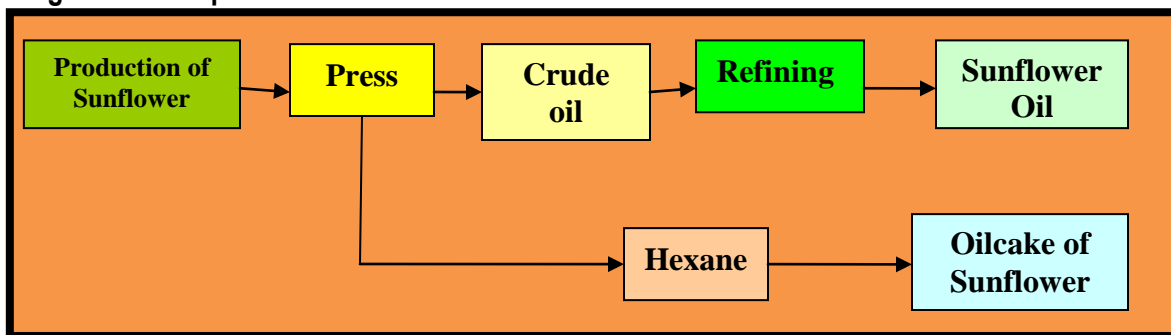 Production of
Sunflower
Press
Crude
oil
Refining
Sunflower
Oil
Hexane
Oilcake of
Sunflower